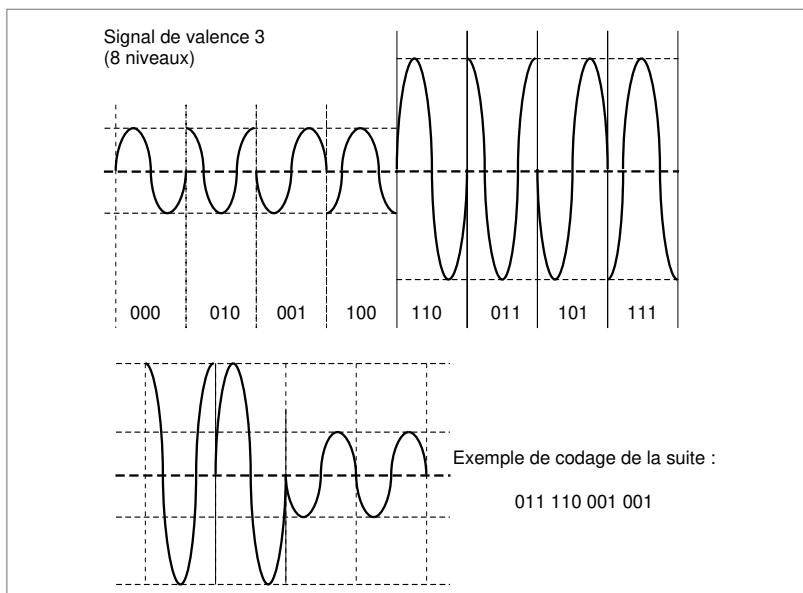 Signal de valence 3
(8 niveaux)
000 010 001 100 110 011 101 111
Exemple de codage de la suite :
011 110 001 001